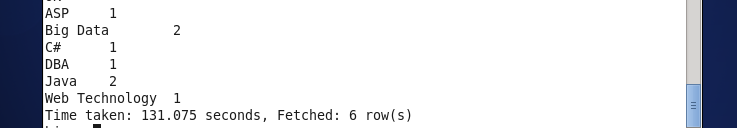 ASP	1
Big Data	2
C#	1
DBA	1
Java	2
Web Technology	1
Time taken: 131.075 seconds, Fetched: 6 row(s)